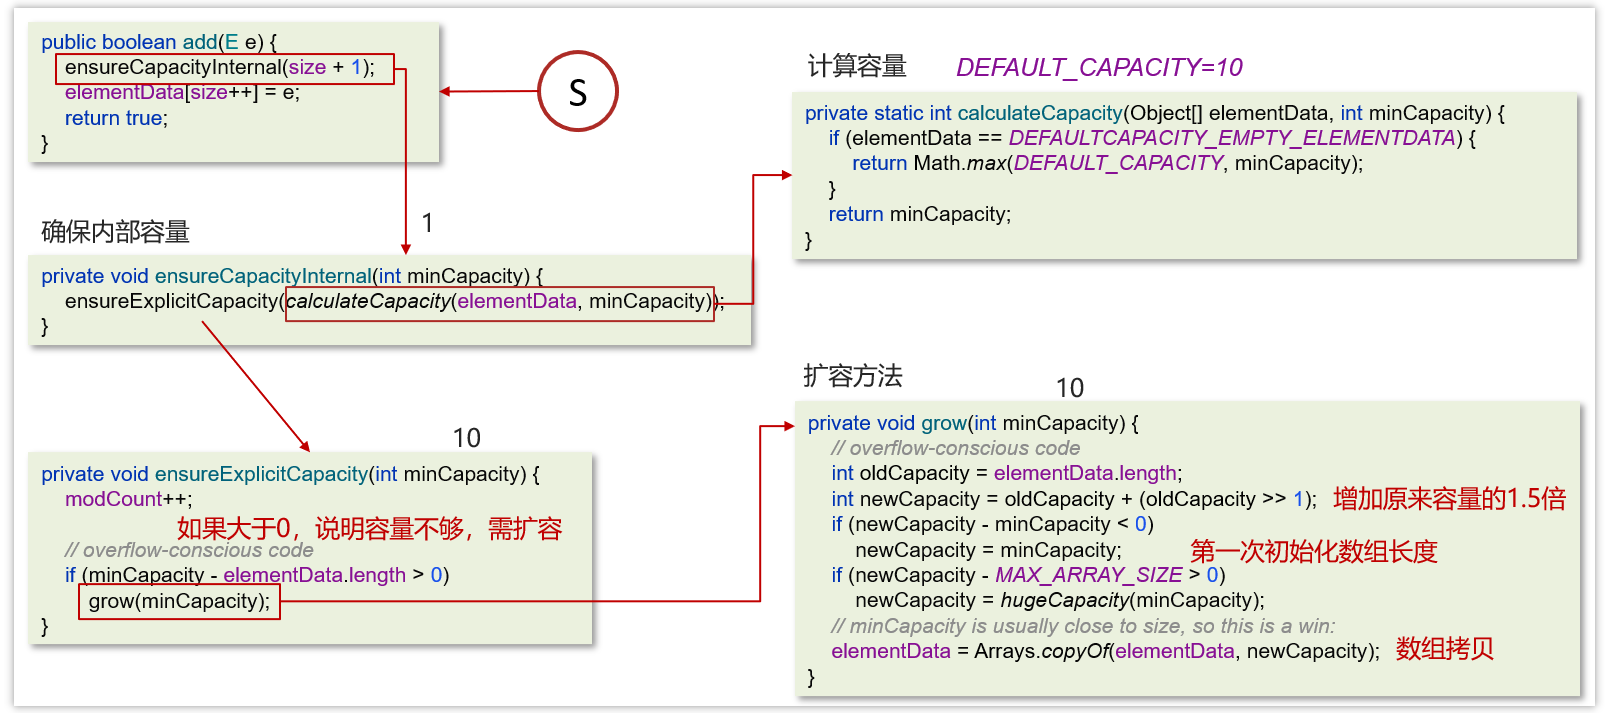 public boolean add(E e) {
ensureCapacityInternal(size + 1);
elementData[size++] = e;
return true;
}
S
计算容量 DEFAULT_CAPACITY=10
private static int calculateCapacity(Object[] elementData, int minCapacity) {
if (elementData == DEFAULTCAPACITY_EMPTY_ELEMENTDATA) {
return Math.max(DEFAULT_CAPACITY, minCapacity);
}
return minCapacity;
}
确保内部容量
1
private void ensureCapacityInternal(int minCapacity) {
ensureExplicitCapacity(calculateCapacity(elementData, minCapacity));
}
10
private void ensureExplicitCapacity(int minCapacity) {
modCount++;
如果大于0，说明容量不够，需扩容
// overflow-conscious code
if (minCapacity - elementData.length > 0)
grow(minCapacity);
}
扩容方法
10
private void grow(int minCapacity) {
// overflow-conscious code
int oldCapacity = elementData.length;
int newCapacity = oldCapacity + (oldCapacity >> 1); 增加原来容量的1.5倍
if (newCapacity - minCapacity < 0)
newCapacity = minCapacity; 第一次初始化数组长度
if (newCapacity - MAX_ARRAY_SIZE > 0)
newCapacity = hugeCapacity(minCapacity);
// minCapacity is usually close to size, so this is a win:
elementData = Arrays.copyOf(elementData, newCapacity); 数组拷贝
}